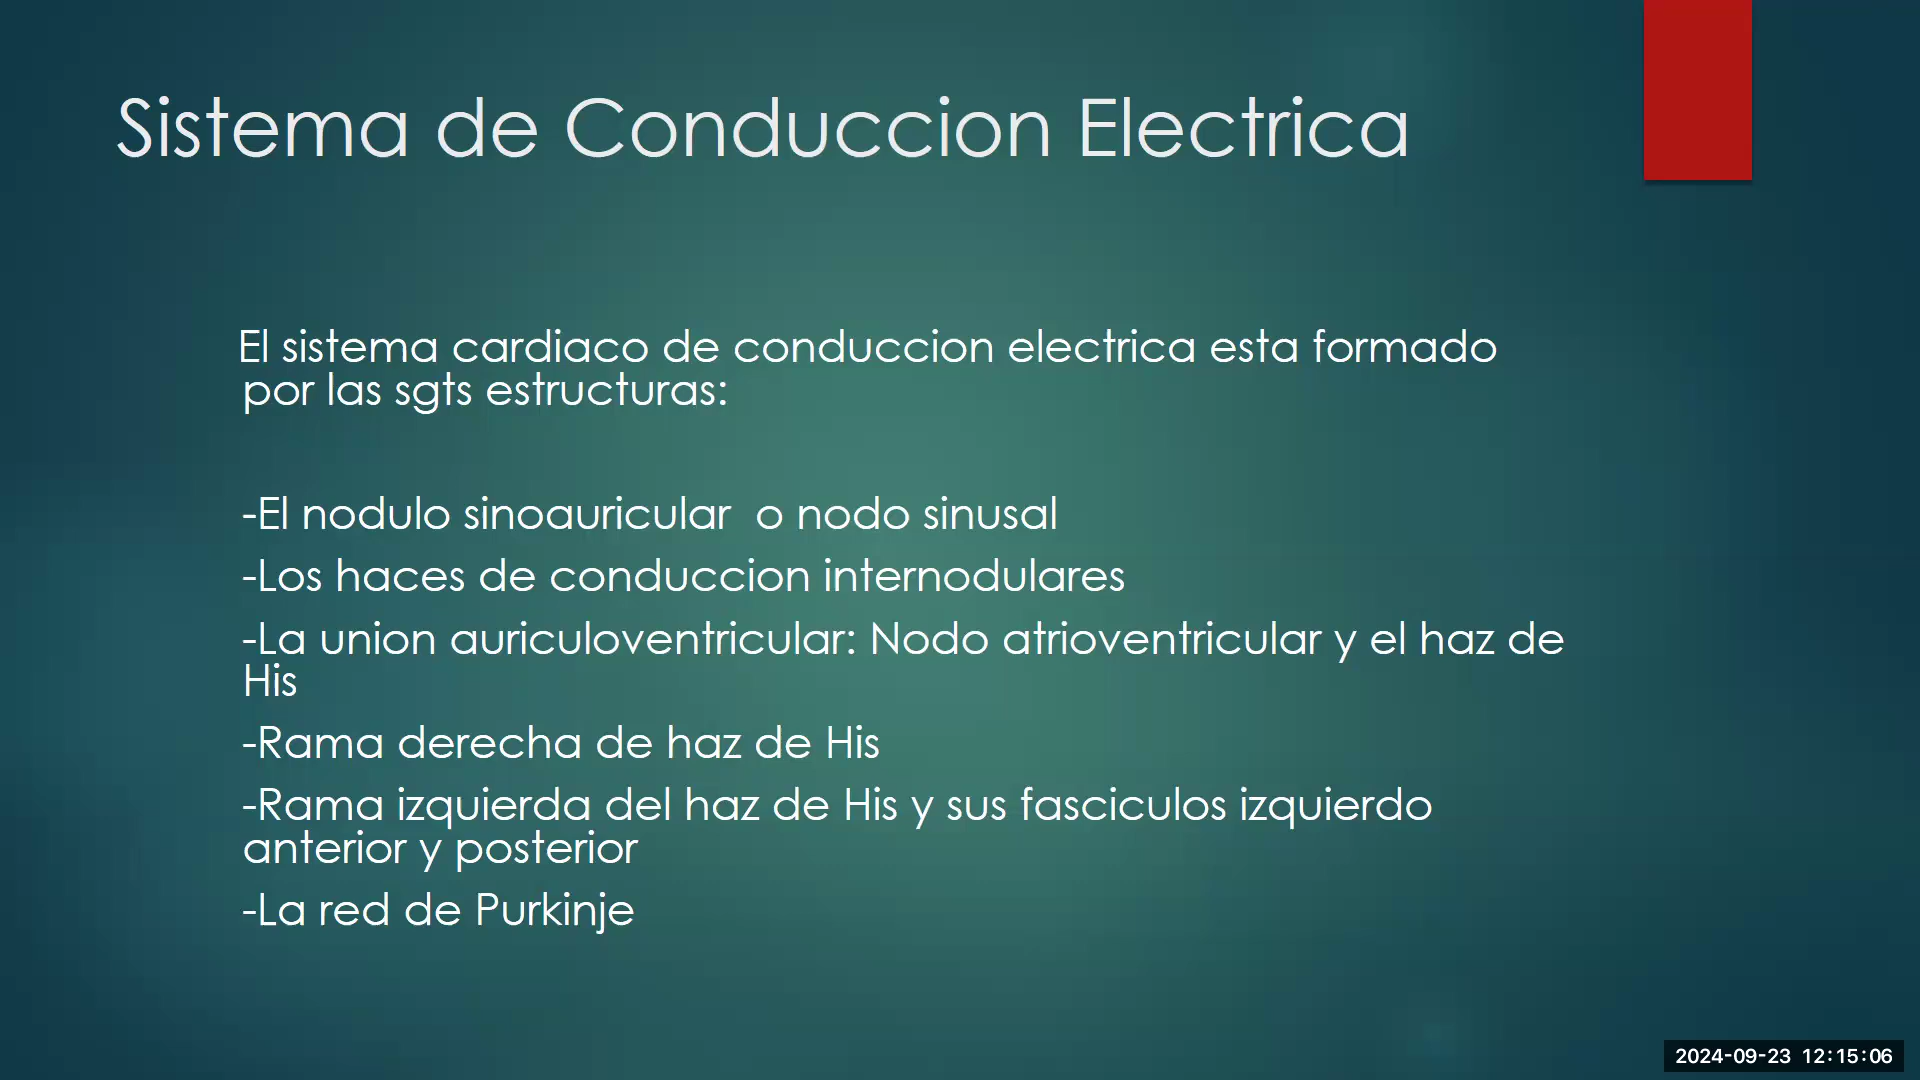 Sistema de Conduccion Electrica
El sistema cardiaco de conduccion electrica esta formado
por las sgts estructuras:
-El nodulo sinoauricular  o nodo sinusal
-Los haces de conduccion internodulares
-La union auriculoventricular: Nodo atrioventricular y el haz de
His
-Rama derecha de haz de His
-Rama izquierda del haz de His y sus fasciculos izquierdo
anterior y posterior
-La red de Purkinje
2024-09-23 12:15:06